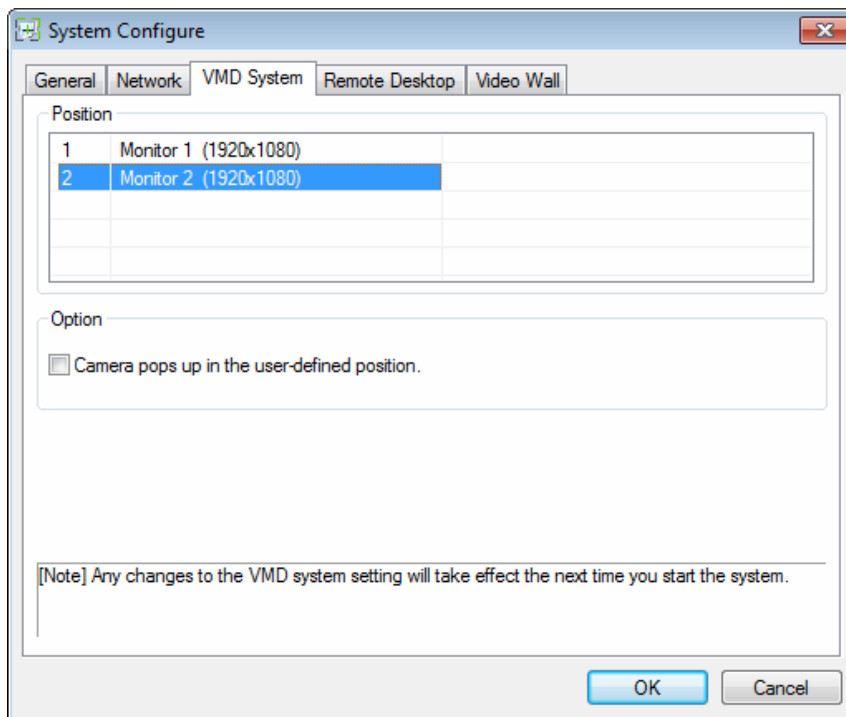 System Configure
General Network VMD System Remote Desktop Video Wall
Position
1 Monitor 1 (1920x1080)
2 Monitor 2 (1920x1080)
Option
Camera pops up in the user-defined position.
[Note] Any changes to the VMD system setting will take effect the next time you start the system.
OK Cancel